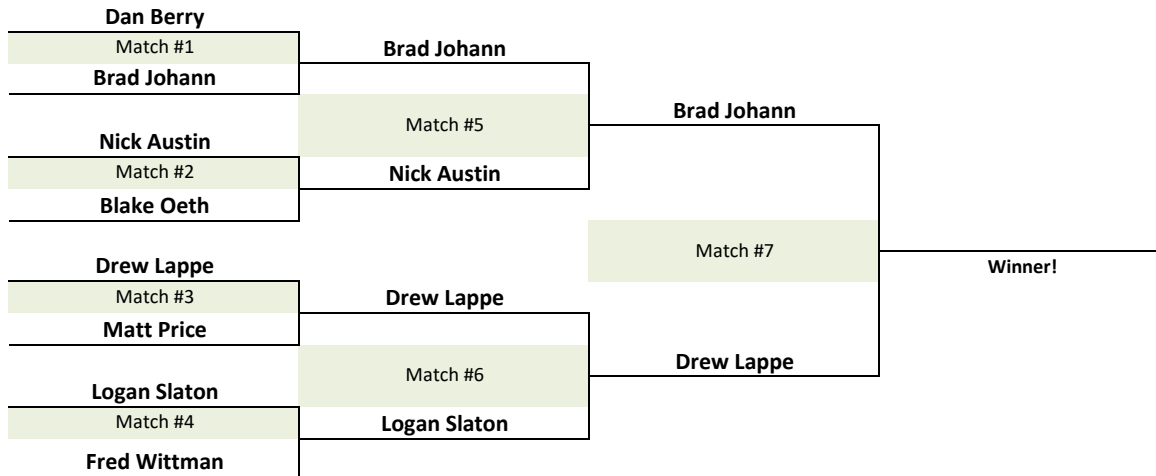 Dan Berry
Match #1
Brad Johann
Brad Johann
Match #5
Brad Johann
Nick Austin
Match #2
Nick Austin
Blake Oeth
Match #7
Winner!
Drew Lappe
Match #3
Drew Lappe
Matt Price
Match #6
Drew Lappe
Logan Slaton
Match #4
Logan Slaton
Fred Wittman